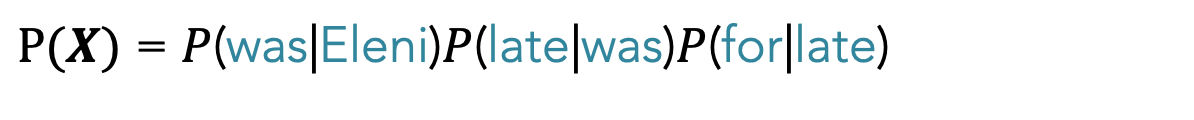 P(X) = P(was|Eleni)P(late|was)P(for|late)